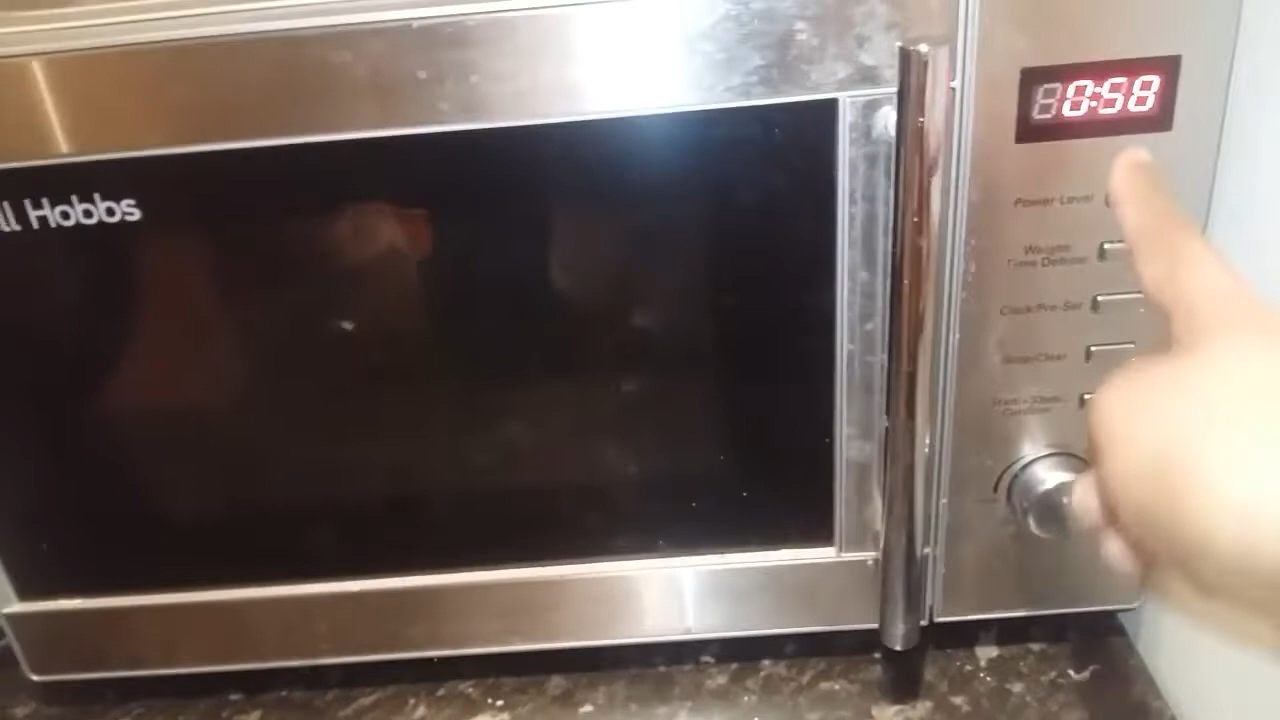 ll Hobbs
0:58
Power Level
Weight/
Time Defrost
Clock/Pre-Set
Stop/Clear